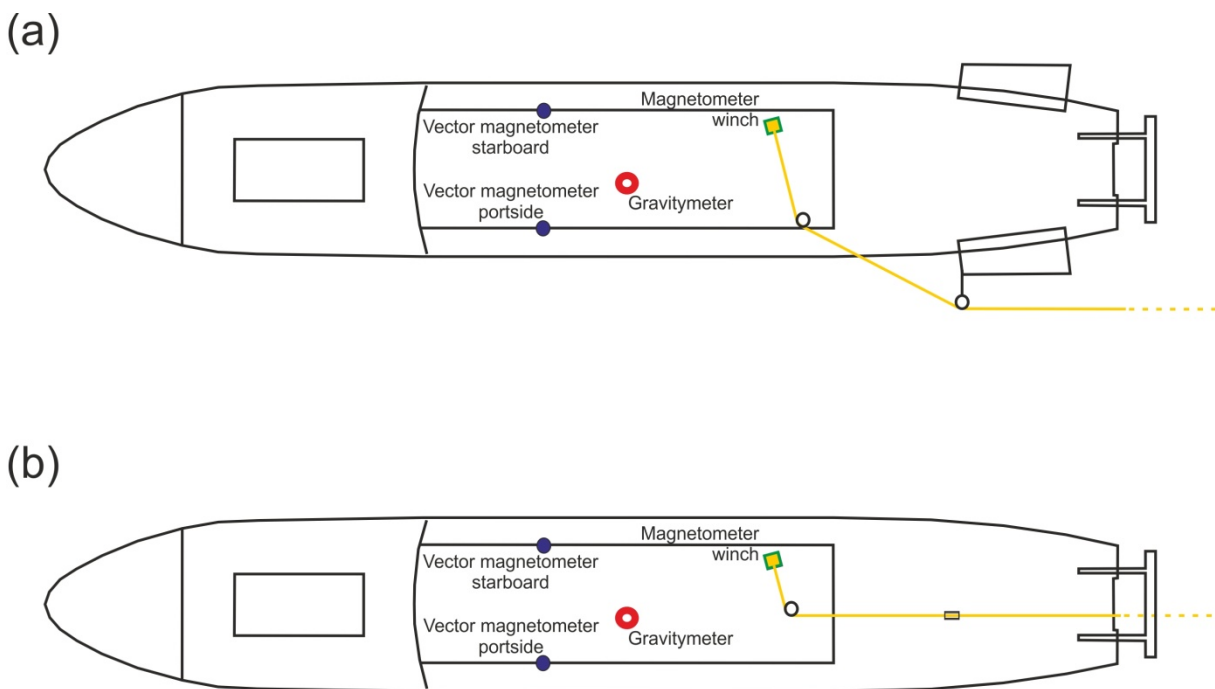 (a)
Magnetometer
winch
Vector magnetometer
starboard
Vector magnetometer
portside
Gravitymeter
(b)
Magnetometer
winch
Vector magnetometer
starboard
Vector magnetometer
portside
Gravitymeter